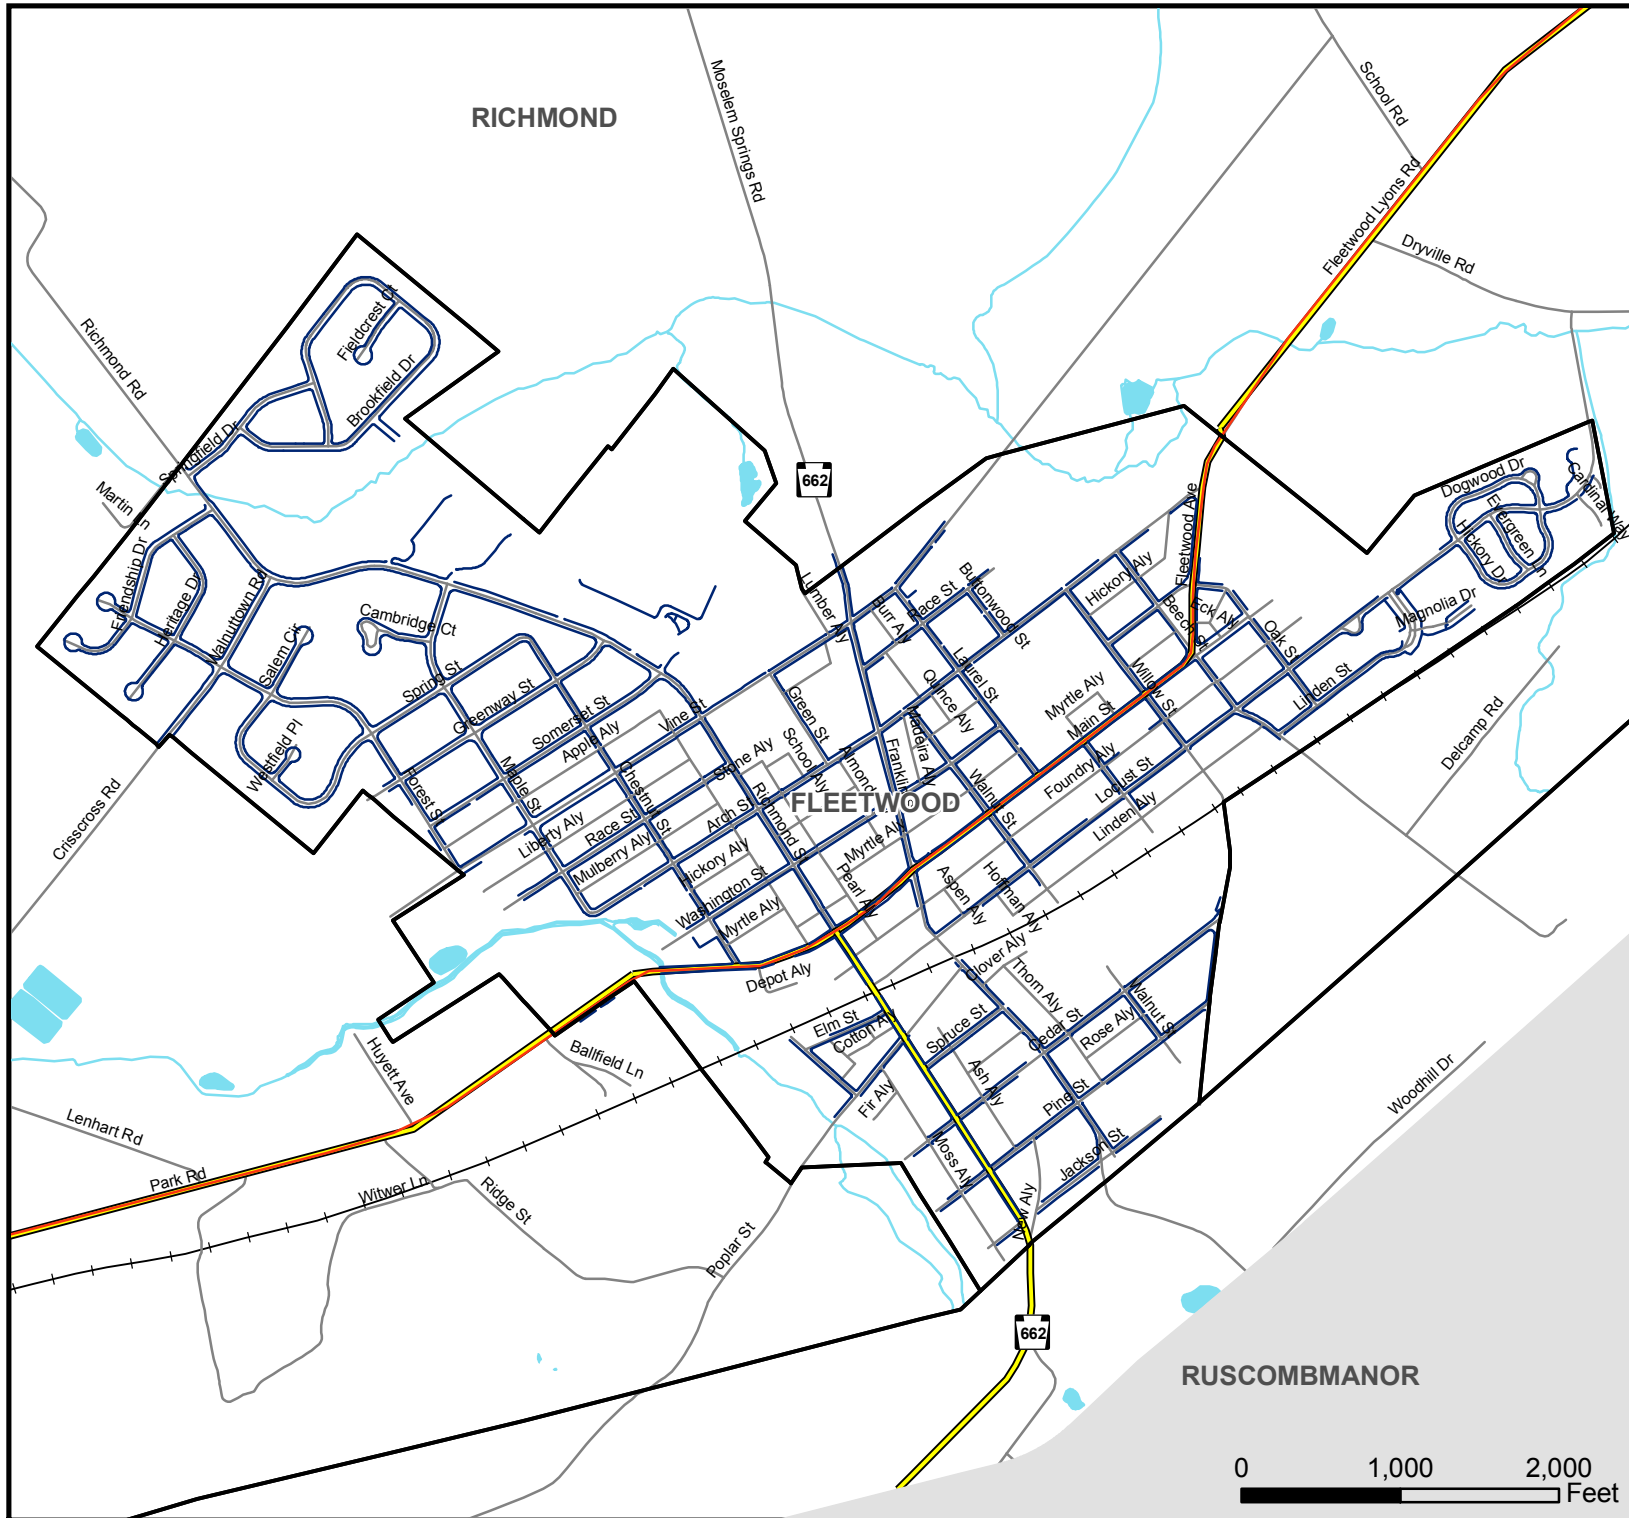 RICHMOND
Moselem Springs Rd
School Rd
Fleetwood Lyons Rd
Dryville Rd
Richmond Rd
Fieldcrest Ct
Brookfield Dr
Springfield Dr
Martin Ln
662
Fleetwood Ave
Dogwood Dr
Cardinal Way
Evergreen Ln
Hickory Dr
Magnolia Dr
Friendship Dr
Heritage Dr
Walnuttown Rd
Salem Cir
Cambridge Ct
Lumber Aly
Burr Aly
Race St
Buttonwood St
Hickory Aly
Beech St
Eck Aly
Oak St
Linden St
Spring St
Greenway St
Somerset St
Apple Aly
Vine St
Green St
Quince Aly
Laurel St
Myrtle Aly
Main St
Willow St
Westfield Pl
Forest St
Maple St
Chestnut St
Stone Aly
School Aly
Almond
Franklin
Madeira Aly
Foundry Aly
Locust St
Linden Aly
Delcamp Rd
Crisscross Rd
Liberty Aly
Race St
Mulberry Aly
Arch St
Richmond St
FLEETWOOD
Walnut St
Hickory Aly
Washington St
Myrtle Aly
Myrtle Aly
Pearl Aly
Aspen Aly
Hoffman Aly
Depot Aly
Clover Aly
Thorn Aly
Walnut St
Elm St
Cotton Aly
Spruce St
Cedar St
Rose Aly
Huyett Ave
Ballfield Ln
Fir Aly
Ash Aly
Pine St
Woodhill Dr
Lenhart Rd
Park Rd
Witwer Ln
Ridge St
Moss Aly
Jackson St
Poplar St
662
RUSCOMBMANOR
0 1,000 2,000
Feet